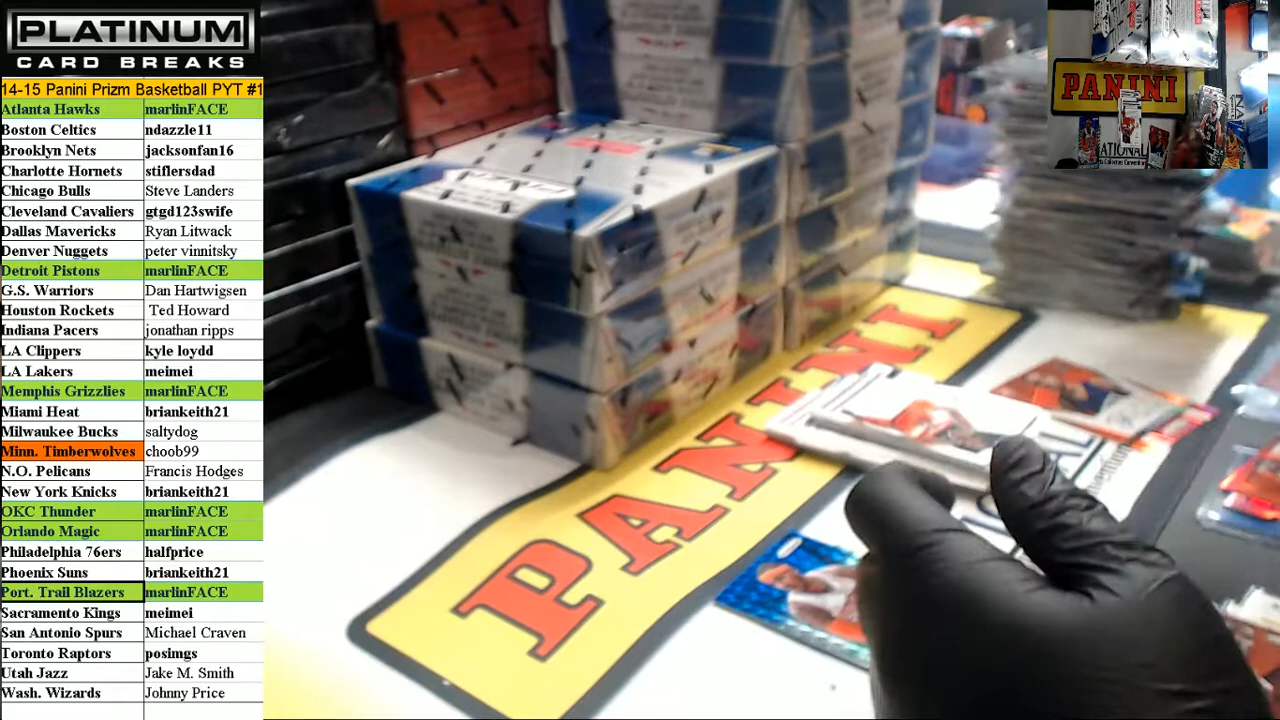 PLATINUM
CARD BREAKS
14-15 Panini Prizm Basketball PYT #1
Atlanta Hawks marlinFACE
Boston Celtics ndazzle11
Brooklyn Nets jacksonfan16
Charlotte Hornets stiflersdad
Chicago Bulls Steve Landers
Cleveland Cavaliers gtgd123swife
Dallas Mavericks Ryan Litwack
Denver Nuggets peter vinnitsky
Detroit Pistons marlinFACE
G.S. Warriors Dan Hartwigsen
Houston Rockets Ted Howard
Indiana Pacers jonathan ripps
LA Clippers kyle loydd
LA Lakers meimei
Memphis Grizzlies marlinFACE
Miami Heat briankeith21
Milwaukee Bucks saltydog
Minn. Timberwolves choob99
N.O. Pelicans Francis Hodges
New York Knicks briankeith21
OKC Thunder marlinFACE
Orlando Magic marlinFACE
Philadelphia 76ers halfprice
Phoenix Suns briankeith21
Port. Trail Blazers marlinFACE
Sacramento Kings meimei
San Antonio Spurs Michael Craven
Toronto Raptors posimgs
Utah Jazz Jake M. Smith
Wash. Wizards Johnny Price
PANINI
PANINI